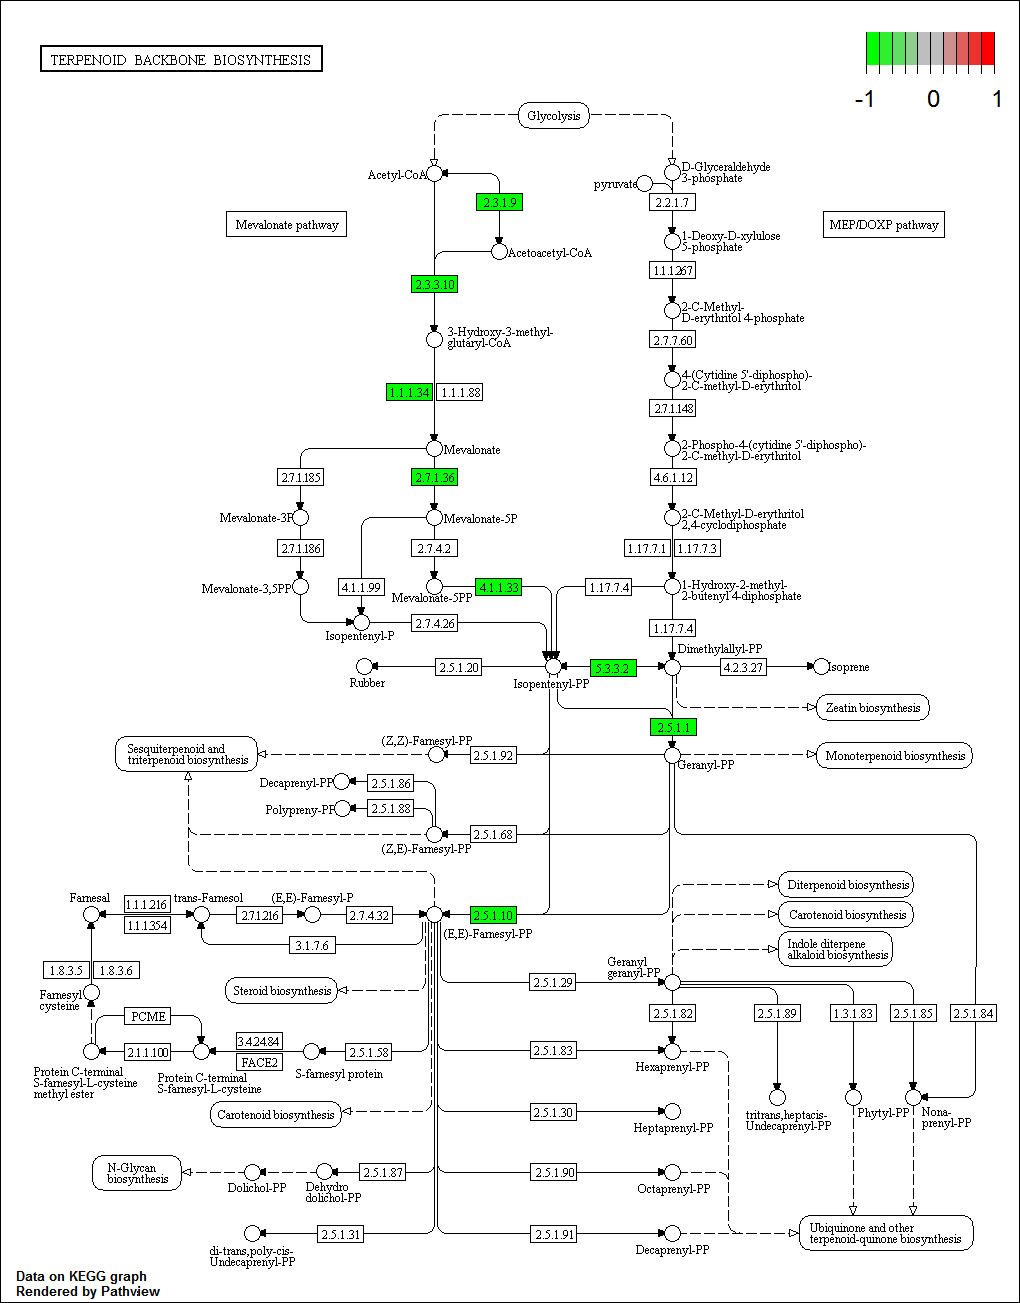 TERPENOID BACKBONE BIOSYNTHESIS
-1
0
1
Glycolysis
Acetyl-CoA
2.3.1.9
Acetoacetyl-CoA
pyruvate
D-Glyceraldehyde
3-phosphate
2.2.1.7
Mevalonate pathway
MEP/DOXP pathway
1-Deoxy-D-xylulose
5-phosphate
2.3.3.10
1.1.1.267
3-Hydroxy-3-methyl-
glutaryl-CoA
2-C-Methyl-
D-erythritol 4-phosphate
2.7.7.60
1.1.1.34
1.1.1.88
4-(Cytidine 5'-diphospho)-
2-C-methyl-D-erythritol
2.7.1.148
Mevalonate
2-Phospho-4-(cytidine 5'-diphospho)-
2-C-methyl-D-erythritol
2.7.1.185
2.7.1.36
4.6.1.12
Mevalonate-3P
Mevalonate-5P
2-C-Methyl-D-erythritol
2,4-cyclodiphosphate
2.7.1.186
2.7.4.2
1.17.7.1
1.17.7.3
Mevalonate-3,5PP
4.1.1.99
Mevalonate-5PP
4.1.1.33
1.17.7.4
1-Hydroxy-2-methyl-
2-butenyl 4-diphosphate
Isopentenyl-P
2.7.4.26
1.17.7.4
Dimethylallyl-PP
Rubber
2.5.1.20
Isopentenyl-PP
5.3.3.2
4.2.3.27
Isoprene
Zeatin biosynthesis
2.5.1.1
Sesquiterpenoid and
triterpenoid biosynthesis
(Z,Z)-Farnesyl-PP
2.5.1.92
Geranyl-PP
Monoterpenoid biosynthesis
Decaprenyl-PP
2.5.1.86
Polypreny-PP
2.5.1.88
(Z,E)-Farnesyl-PP
2.5.1.68
Diterpenoid biosynthesis
Farnesal
1.1.1.216
1.1.1.354
trans-Farnesol
2.7.1.216
(E,E)-Farnesyl-P
2.7.4.32
2.5.1.10
(E,E)-Farnesyl-PP
Carotenoid biosynthesis
3.1.7.6
Indole diterpene
alkaloid biosynthesis
1.8.3.5
1.8.3.6
Geranyl
geranyl-PP
Farnesyl
cysteine
Steroid biosynthesis
2.5.1.29
PCME
2.5.1.82
2.5.1.89
1.3.1.83
2.5.1.85
2.5.1.84
2.1.1.100
3.4.24.84
FACE2
2.5.1.58
2.5.1.83
Protein C-terminal
S-farnesyl-L-cysteine
methyl ester
Protein C-terminal
S-farnesyl-L-cysteine
S-farnesyl protein
Hexaprenyl-PP
Carotenoid biosynthesis
2.5.1.30
Heptaprenyl-PP
tritrans,heptacis-
Undecaprenyl-PP
Phytyl-PP
Nona-
prenyl-PP
N-Glycan
biosynthesis
Dolichol-PP
Dehydro
dolichol-PP
2.5.1.87
2.5.1.90
Octaprenyl-PP
2.5.1.31
di-trans,poly-cis-
Undecaprenyl-PP
2.5.1.91
Decaprenyl-PP
Ubiquinone and other
terpenoid-quinone biosynthesis
Data on KEGG graph
Rendered by Pathview